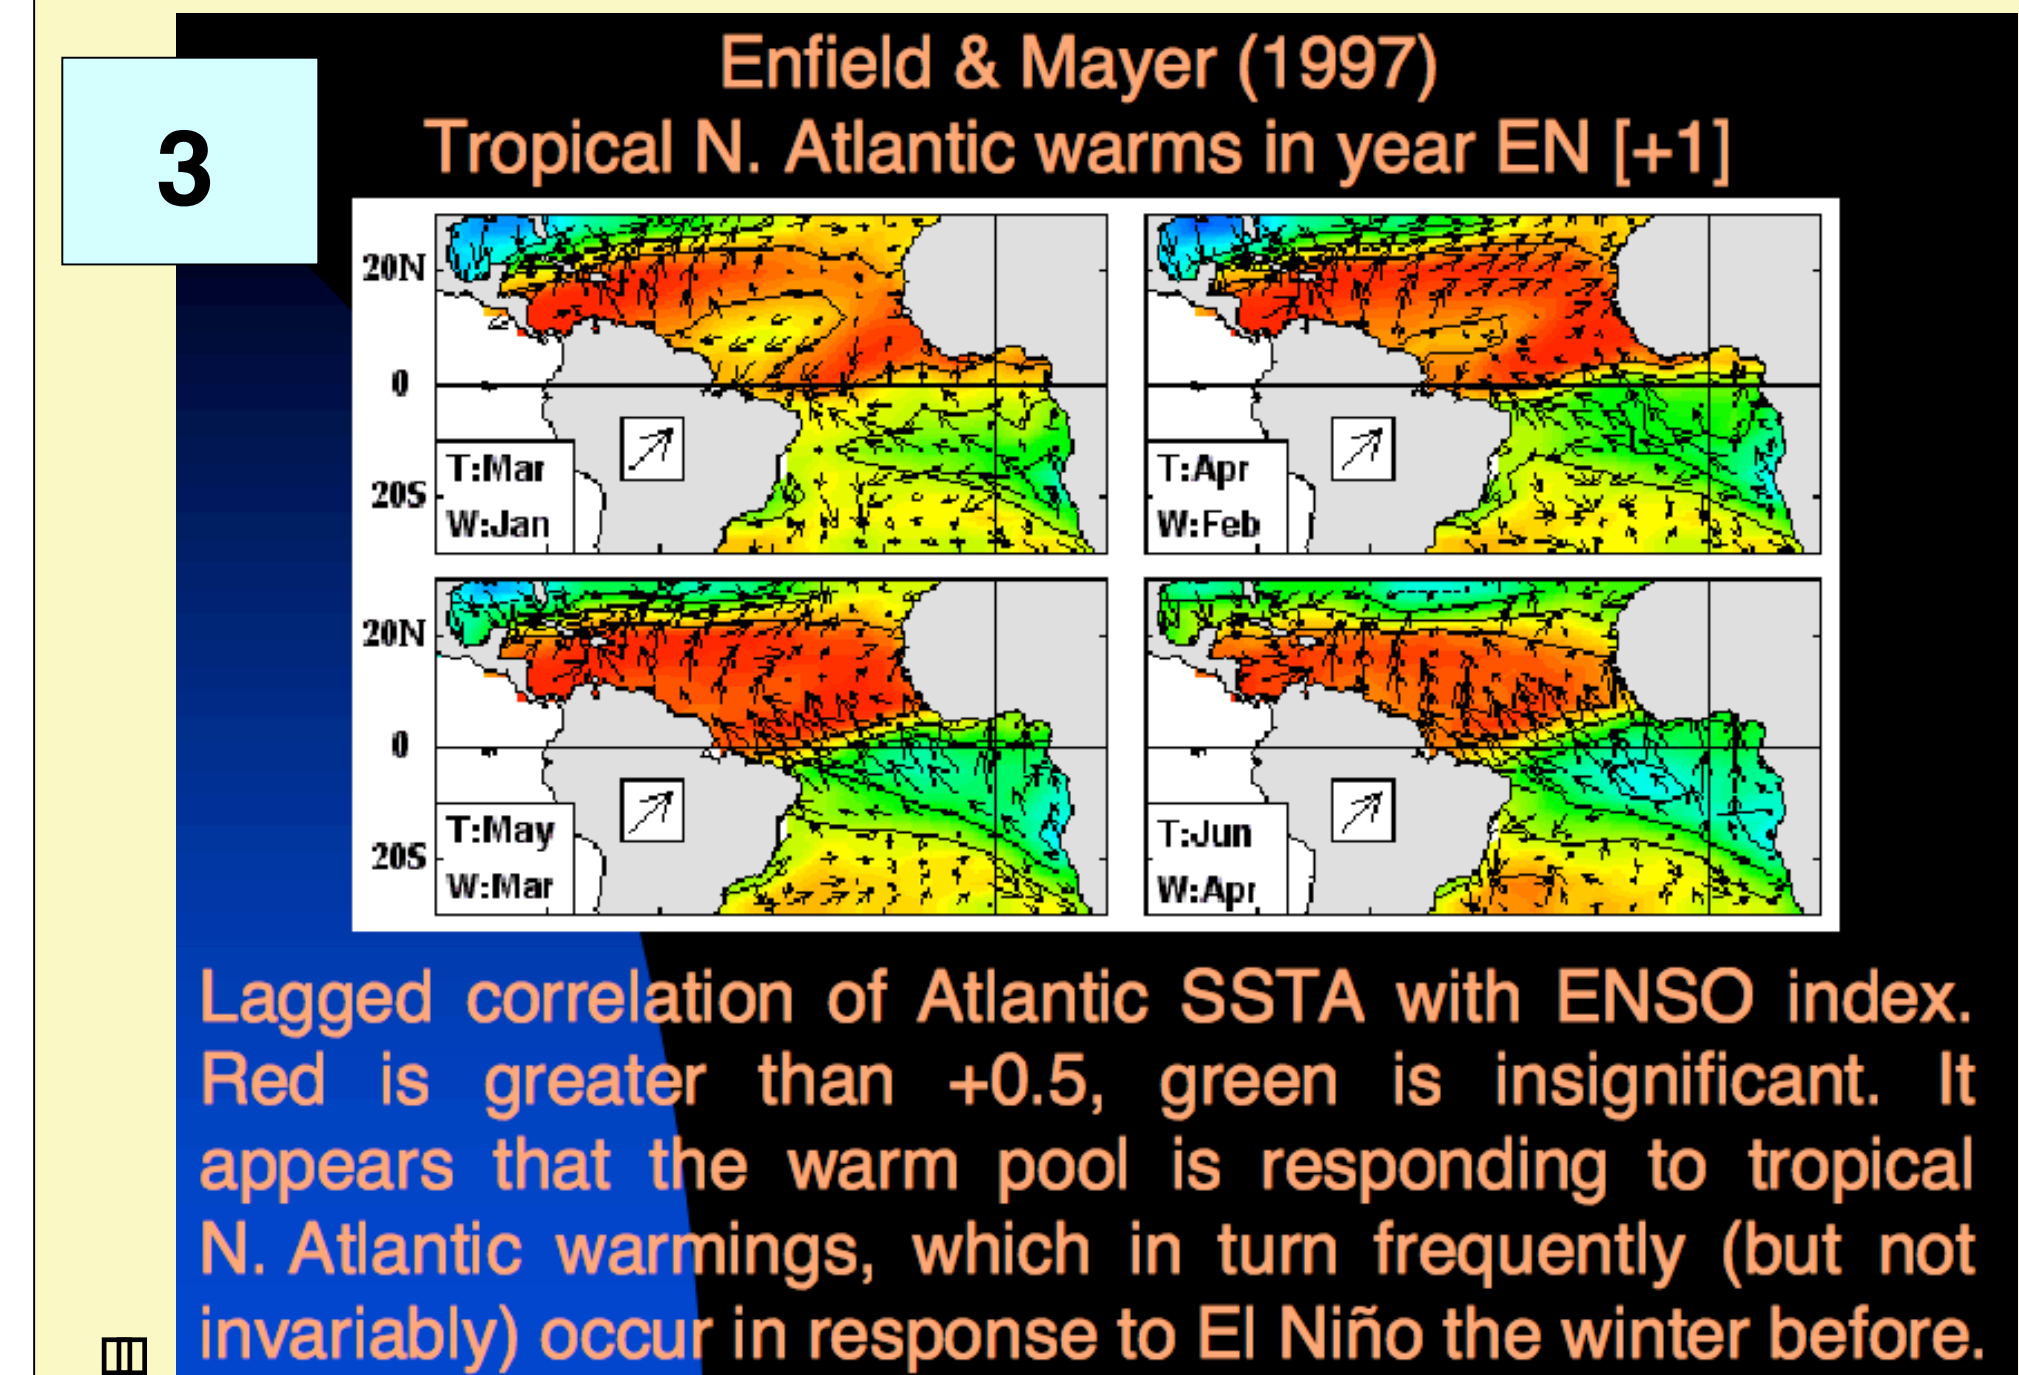 3
Enfield & Mayer (1997)
Tropical N. Atlantic warms in year EN [+1]
20N
0
20S
T:Mar
W:Jan
T:Apr
W:Feb
20N
0
20S
T:May
W:Mar
T:Jun
W:Apr
Lagged correlation of Atlantic SSTA with ENSO index.
Red is greater than +0.5, green is insignificant. It
appears that the warm pool is responding to tropical
N. Atlantic warmings, which in turn frequently (but not
invariably) occur in response to El Niño the winter before.